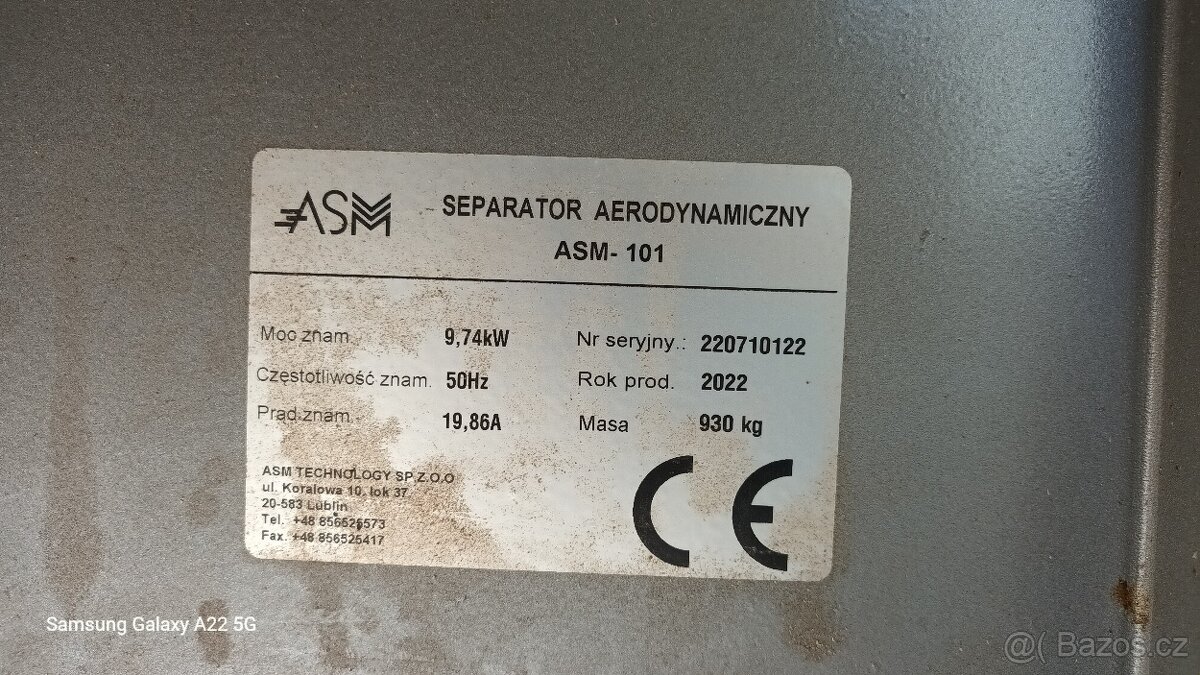 ASM
SEPARATOR AERODYNAMICZNY
ASM- 101
Moc znam. 9,74kW
Częstotliwość znam. 50Hz
Prąd znam. 19,86A
Nr seryjny.: 220710122
Rok prod. 2022
Masa 930 kg
ASM TECHNOLOGY SP.Z.O.O
ul. Koralowa 10, lok 37
20-583 Lublin
Tel. +48 856525573
Fax. +48 856525417
CE
Samsung Galaxy A22 5G
@( Bazos.cz